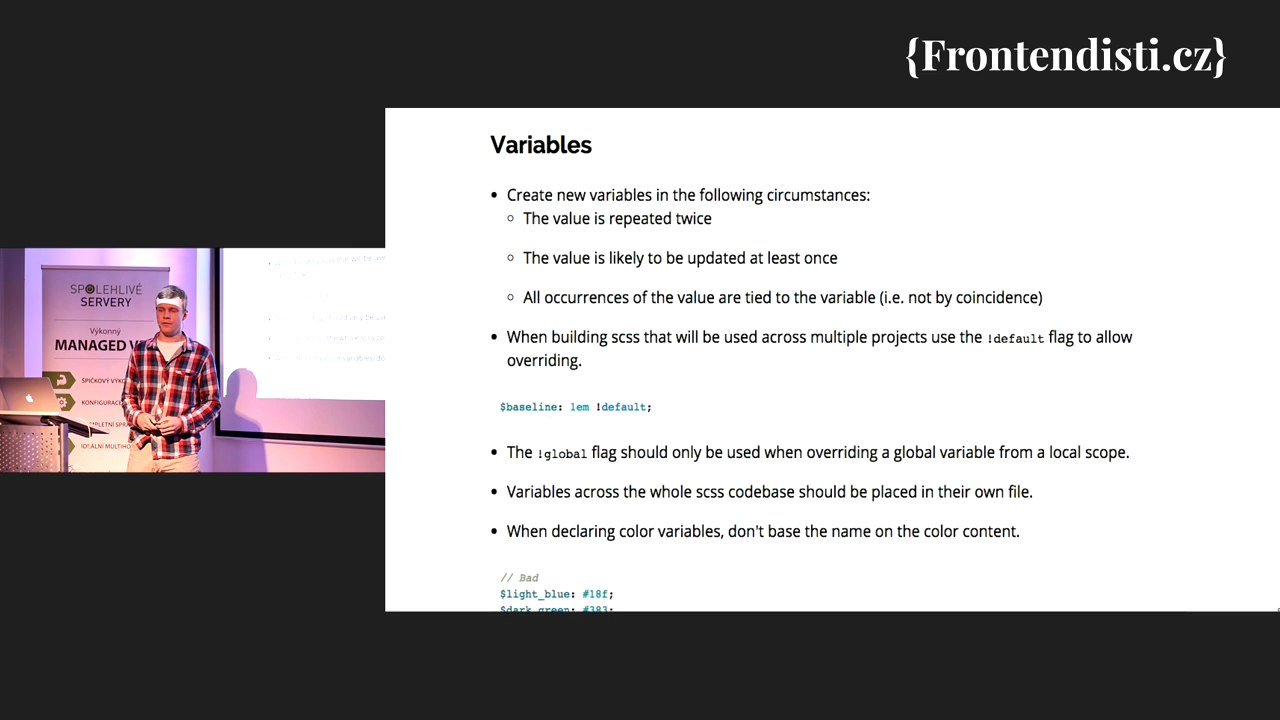 {Frontendisti.cz}
Variables
• Create new variables in the following circumstances:
○ The value is repeated twice
○ The value is likely to be updated at least once
○ All occurrences of the value are tied to the variable (i.e. not by coincidence)
• When building scss that will be used across multiple projects use the !default flag to allow
overriding.
$baseline: 1em !default;
• The !global flag should only be used when overriding a global variable from a local scope.
• Variables across the whole scss codebase should be placed in their own file.
• When declaring color variables, don't base the name on the color content.
// Bad
$light_blue: #18f;
$dark_green: #383;
SPOLEHLIVÉ
SERVERY
Výkonný
MANAGED V
ŠPIČKOVÝ VÝKO
KONFIGURACE